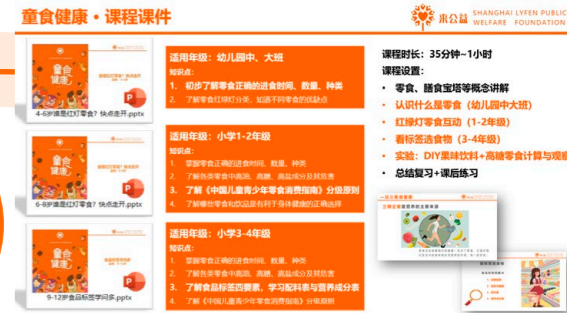 童食健康·课程课件
来公益
SHANGHAI LYFEN PUBLIC
WELFARE FOUNDATION
童食
健康
4-6岁谁是红灯零食？快点走开.pptx
适用年级：幼儿园中、大班
知识点：
1. 初步了解零食正确的进食时间、数量、种类
2. 了解零食红绿灯分类，知道不同零食的优缺点
童食
健康
6-8岁谁是红灯零食？快点走开.pptx
适用年级：小学1-2年级
知识点：
1. 掌握零食正确的进食时间、数量、种类
2. 了解各类零食中高油、高糖、高盐成分及其危害
3. 了解《中国儿童青少年零食消费指南》分级原则
4. 了解哪些零食和饮品是有利于身体健康的正确选择
童食
健康
9-12岁食品标签学问多.pptx
适用年级：小学3-4年级
知识点：
1. 掌握零食正确的进食时间、数量、种类
2. 了解各类零食中高油、高糖、高盐成分及其危害
3. 了解食品标签四要素，学习配料表与营养成分表
4. 了解《中国儿童青少年零食消费指南》分级原则
课程时长：35分钟~1小时
课程设置：
• 零食、膳食宝塔等概念讲解
• 认识什么是零食（幼儿园中大班）
• 红绿灯零食互动（1-2年级）
• 看标签选食物（3-4年级）
• 实验：DIY果味饮料+高糖零食计算与观察
• 总结复习+课后练习